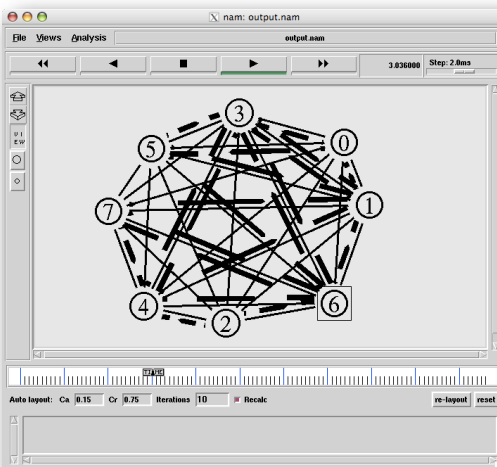 nam: output.nam
File Views Analysis output.nam
3.036000 Step: 2.0ms
3
0
5
1
7
6
4
2
TIME
Auto layout: Ca 0.15 Cr 0.75 Iterations 10 Recalc re-layout reset